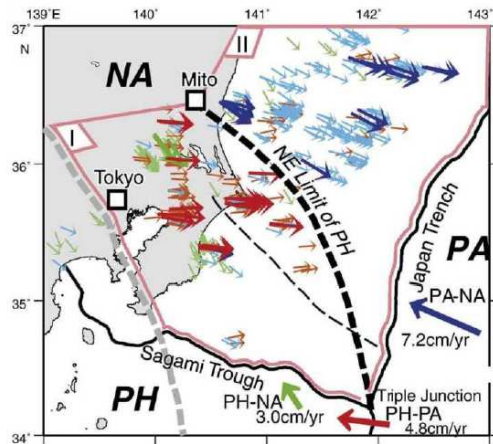 139˚E 140˚ 141˚ 142˚ 143˚
37˚
N
II
NA
Mito
I
36˚
Tokyo
NE Limit of PH
Japan Trench
PA
PA-NA
35˚
7.2cm/yr
Sagami Trough
PH
PH-NA
3.0cm/yr
Triple Junction
PH-PA
4.8cm/yr
34˚